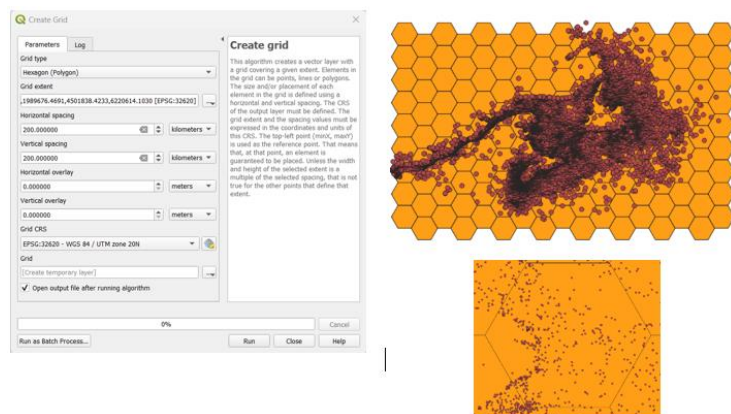 Create Grid
Parameters
Log
Grid type
Hexagon (Polygon)
Grid extent
,1989676.4691,4501838.4233,6220614.1030 [EPSG:32620]
...
Horizontal spacing
200.000000
kilometers
Vertical spacing
200.000000
kilometers
Horizontal overlay
0.000000
meters
Vertical overlay
0.000000
meters
Grid CRS
EPSG:32620 - WGS 84 / UTM zone 20N
Grid
[Create temporary layer]
...
Open output file after running algorithm
Create grid
This algorithm creates a vector layer with
a grid covering a given extent. Elements in
the grid can be points, lines or polygons.
The size and/or placement of each
element in the grid is defined using a
horizontal and vertical spacing. The CRS
of the output layer must be defined. The
grid extent and the spacing values must
be expressed in the coordinates and units
of this CRS. The top-left point (minX, maxY)
is used as the reference point. That means
that, at that point, an element is
guaranteed to be placed. Unless the width
and height of the selected extent is a
multiple of the selected spacing, that is not
true for the other points that define that
extent.
0%
Cancel
Run as Batch Process...
Run
Close
Help